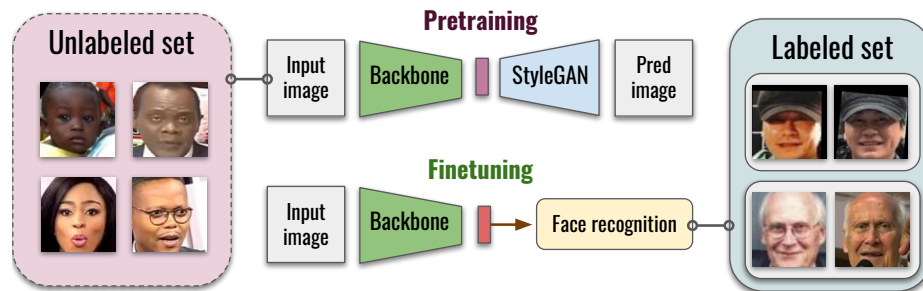 Unlabeled set
Pretraining
Input
image
Backbone
StyleGAN
Pred
image
Finetuning
Input
image
Backbone
Face recognition
Labeled set